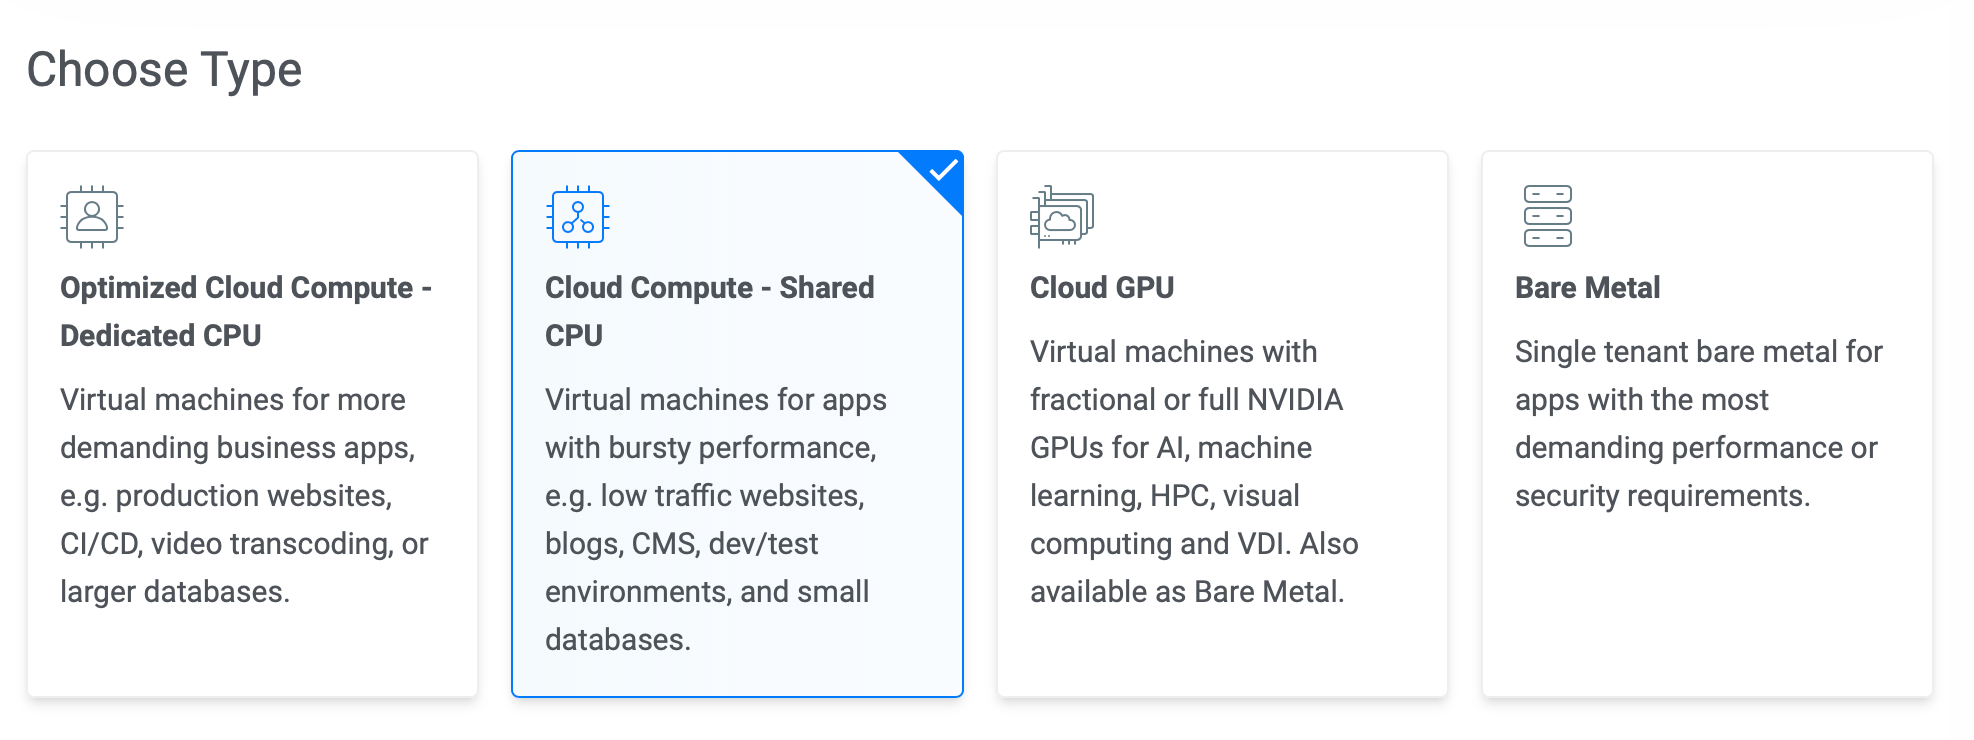 Choose Type
Optimized Cloud Compute -
Dedicated CPU
Virtual machines for more
demanding business apps,
e.g. production websites,
CI/CD, video transcoding, or
larger databases.
Cloud Compute - Shared
CPU
Virtual machines for apps
with bursty performance,
e.g. low traffic websites,
blogs, CMS, dev/test
environments, and small
databases.
Cloud GPU
Virtual machines with
fractional or full NVIDIA
GPUs for AI, machine
learning, HPC, visual
computing and VDI. Also
available as Bare Metal.
Bare Metal
Single tenant bare metal for
apps with the most
demanding performance or
security requirements.